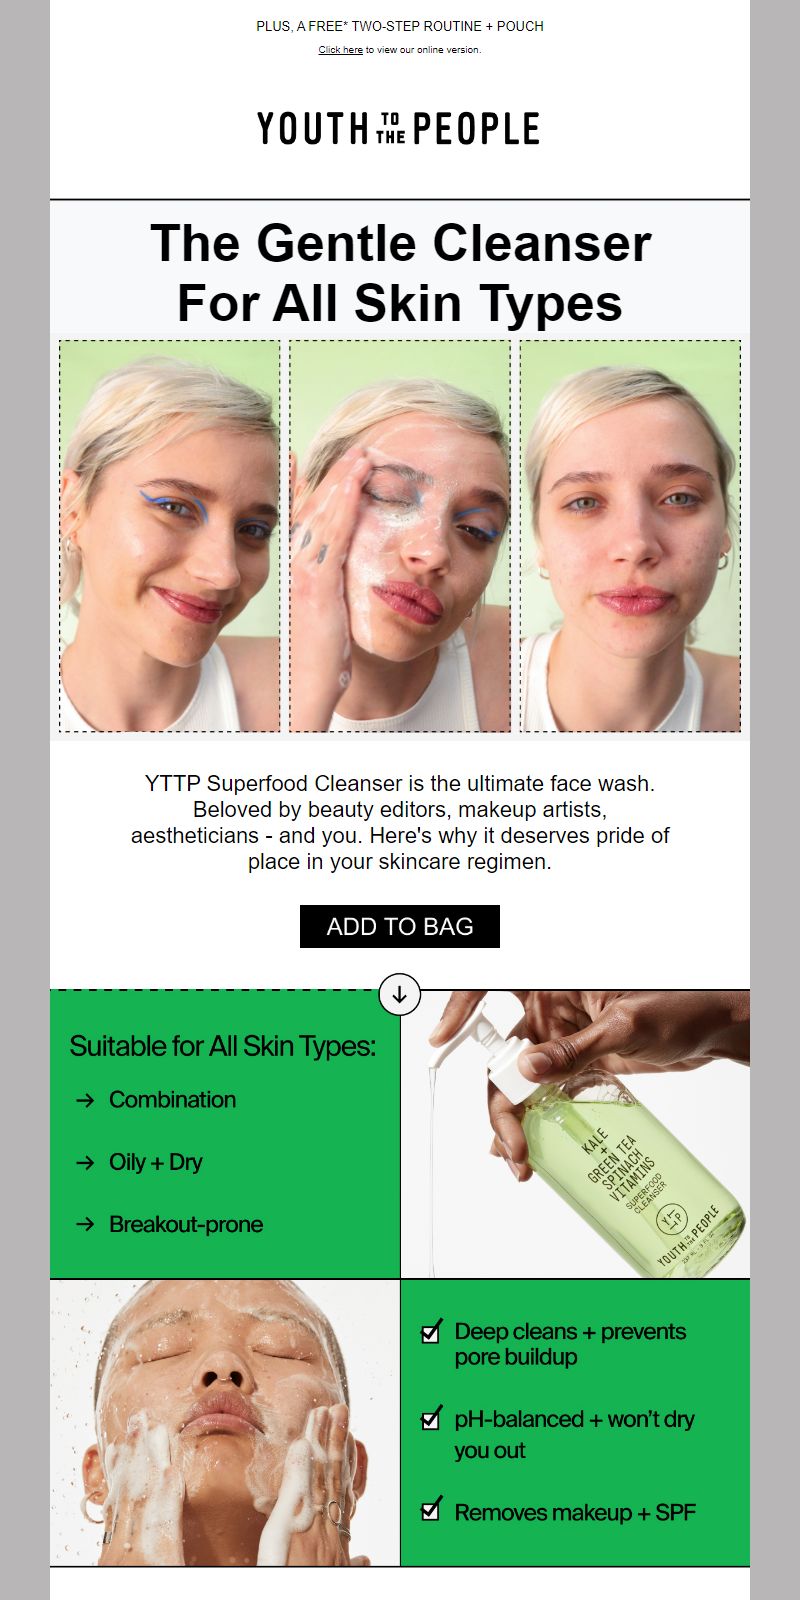 PLUS, A FREE* TWO-STEP ROUTINE + POUCH
Click here to view our online version.
YOUTH TO THE PEOPLE
The Gentle Cleanser
For All Skin Types
YTTP Superfood Cleanser is the ultimate face wash.
Beloved by beauty editors, makeup artists,
aestheticians - and you. Here's why it deserves pride of
place in your skincare regimen.
ADD TO BAG
Suitable for All Skin Types:
→ Combination
→ Oily + Dry
→ Breakout-prone
KALE
+
GREEN TEA
SPINACH
VITAMINS
SUPERFOOD
CLEANSER
YTTP
YOUTH TO THE PEOPLE
Deep cleans + prevents
pore buildup
pH-balanced + won't dry
you out
Removes makeup + SPF